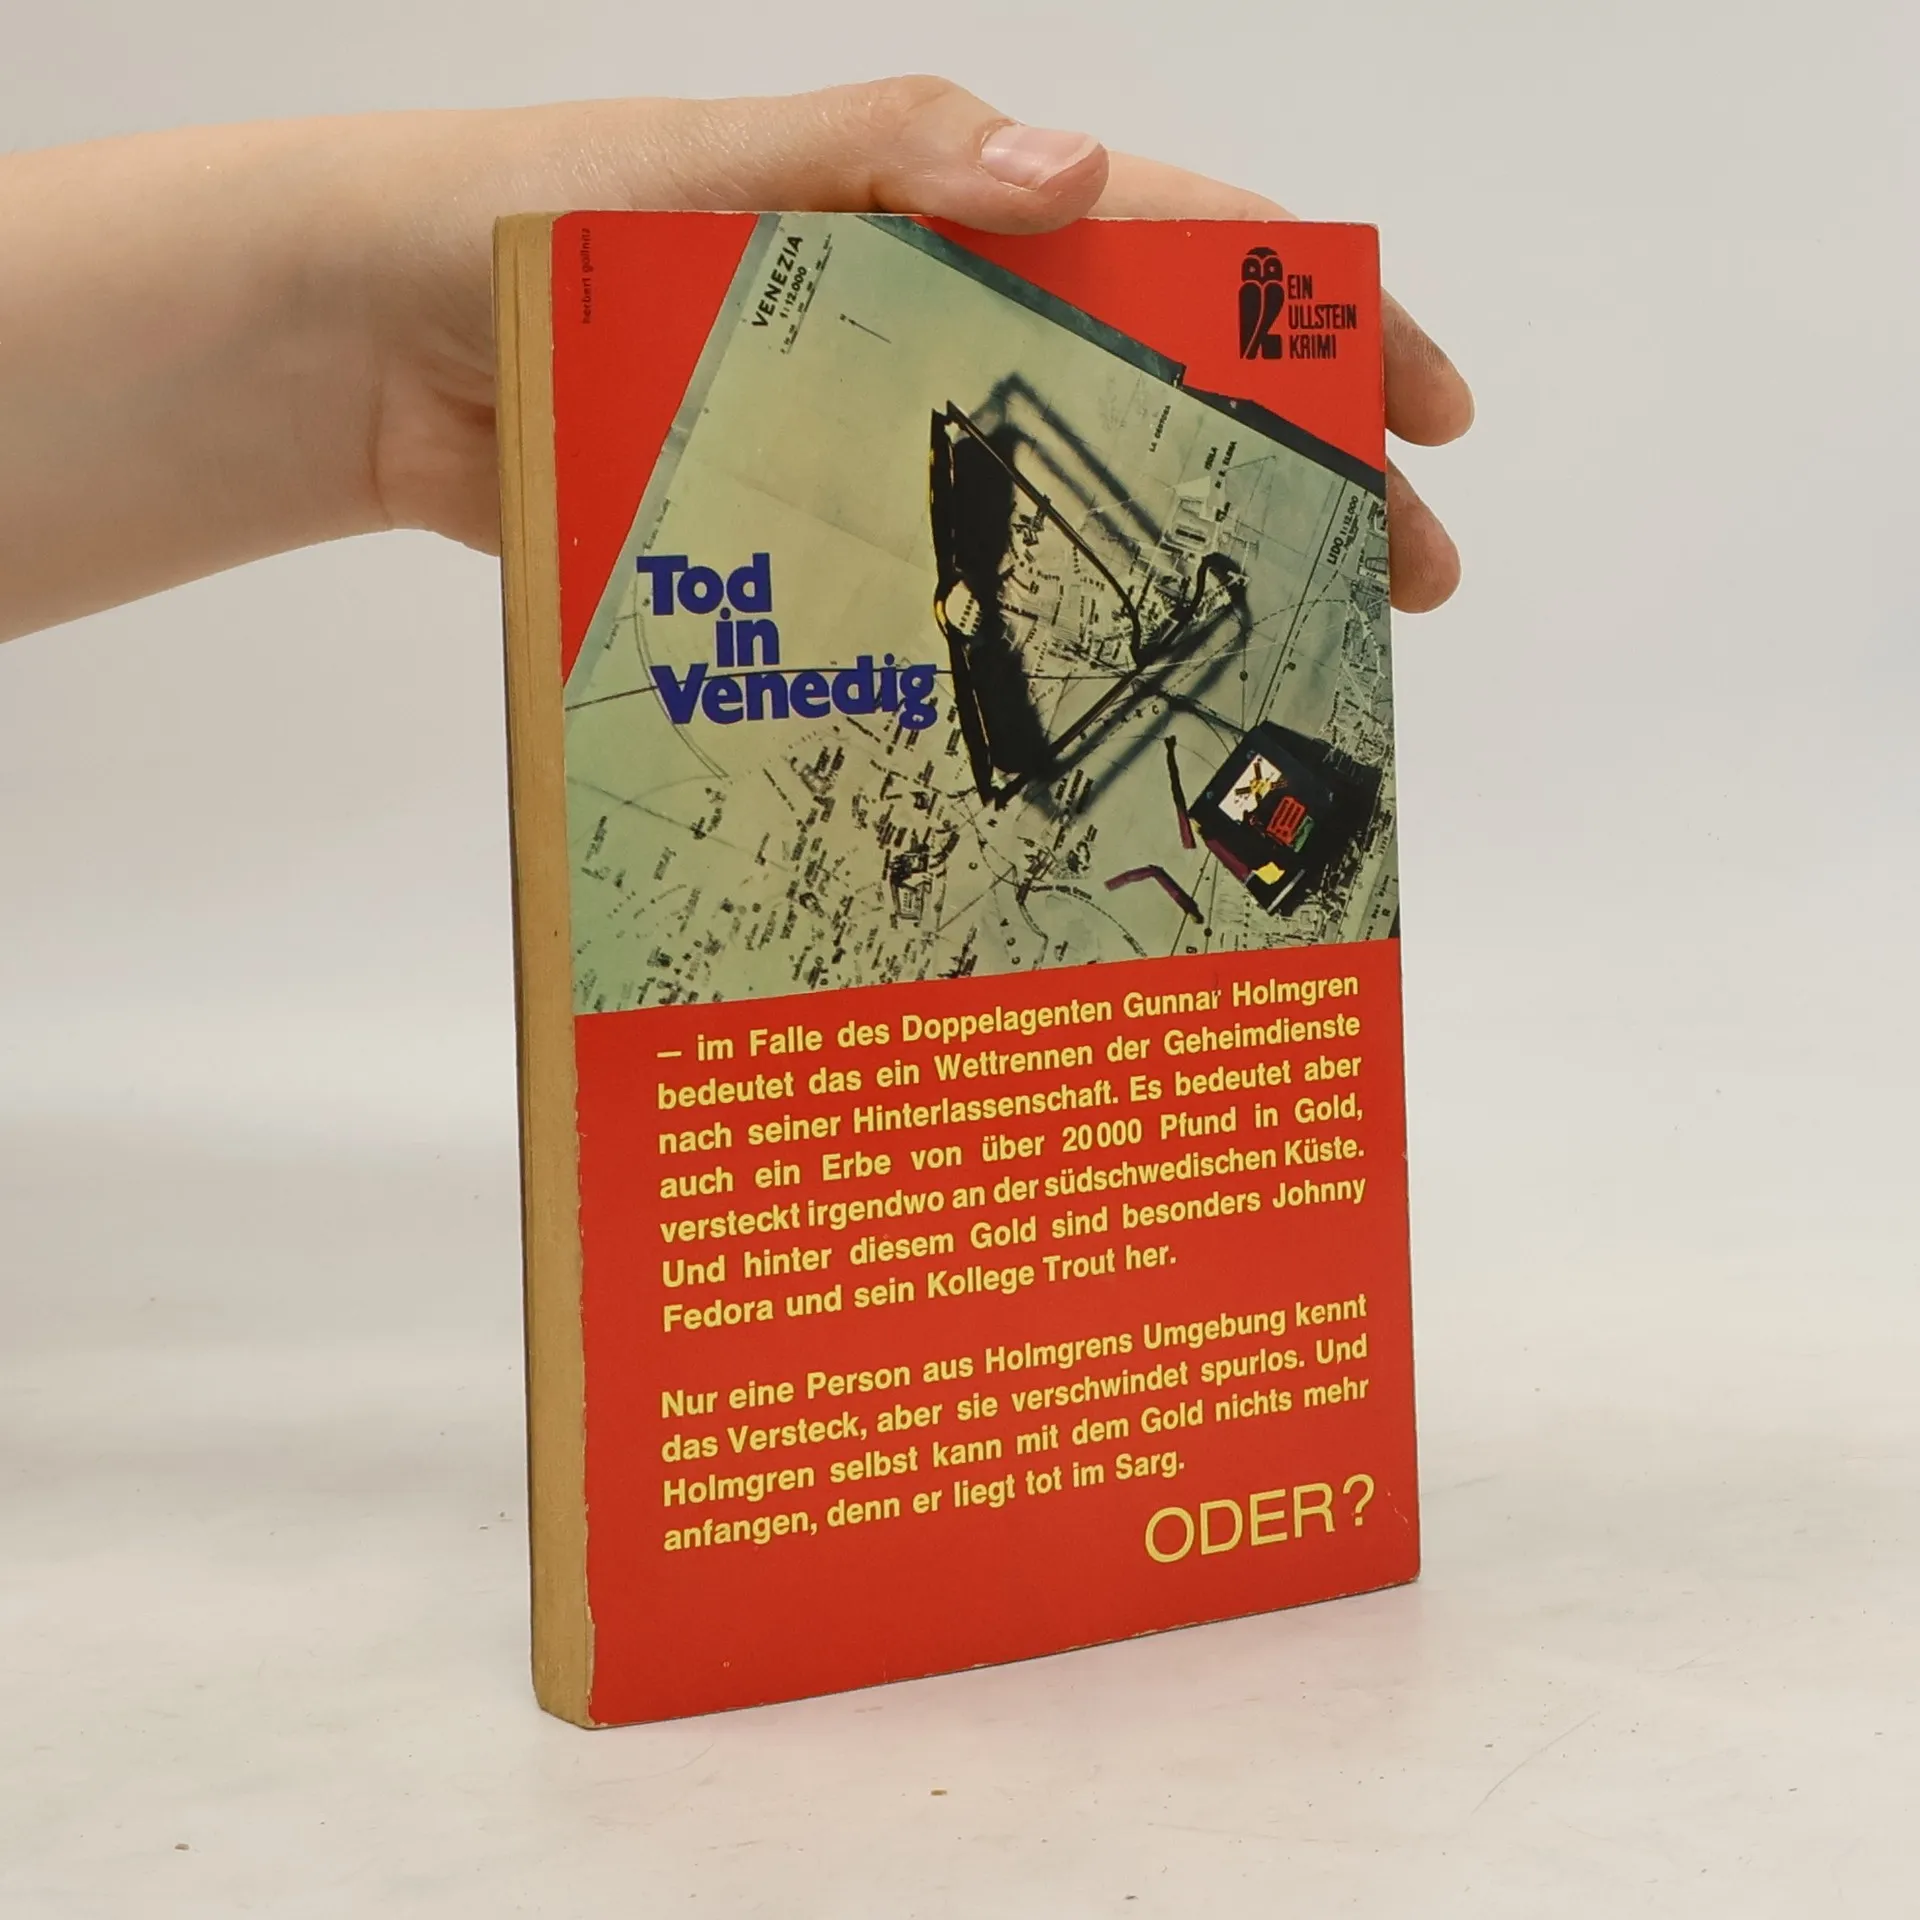 herbert göllnitz
VENEZIA
1 : 12.000
EIN
ULLSTEIN
KRIMI
LA CERTOSA
ISOLA
LIDO 1:12.000
Tod
in
Venedig
— im Falle des Doppelagenten Gunnar Holmgren
bedeutet das ein Wettrennen der Geheimdienste
nach seiner Hinterlassenschaft. Es bedeutet aber
auch ein Erbe von über 20 000 Pfund in Gold,
versteckt irgendwo an der südschwedischen Küste.
Und hinter diesem Gold sind besonders Johnny
Fedora und sein Kollege Trout her.
Nur eine Person aus Holmgrens Umgebung kennt
das Versteck, aber sie verschwindet spurlos. Und
Holmgren selbst kann mit dem Gold nichts mehr
anfangen, denn er liegt tot im Sarg.
ODER?